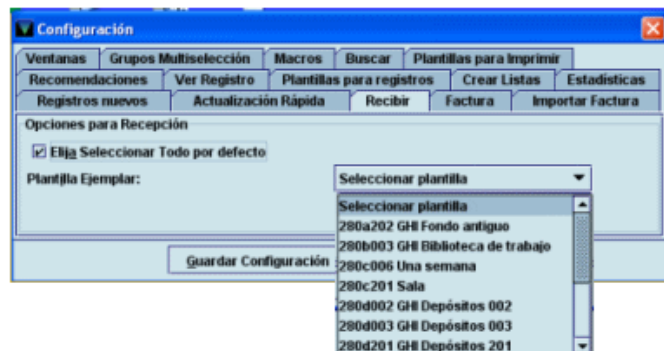 Configuración
Ventanas Grupos Multiselección Macros Buscar Plantillas para Imprimir
Recomendaciones Ver Registro Plantillas para registros Crear Listas Estadísticas
Registros nuevos Actualización Rápida Recibir Factura Importar Factura
Opciones para Recepción
Elija Seleccionar Todo por defecto
Plantilla Ejemplar: Seleccionar plantilla
Seleccionar plantilla
280a202 GHI Fondo antiguo
280b003 GHI Biblioteca de trabajo
Guardar Configuración 280c006 Una semana
280c201 Sala
280d002 GHI Depósitos 002
280d003 GHI Depósitos 003
280d201 GHI Depósitos 201